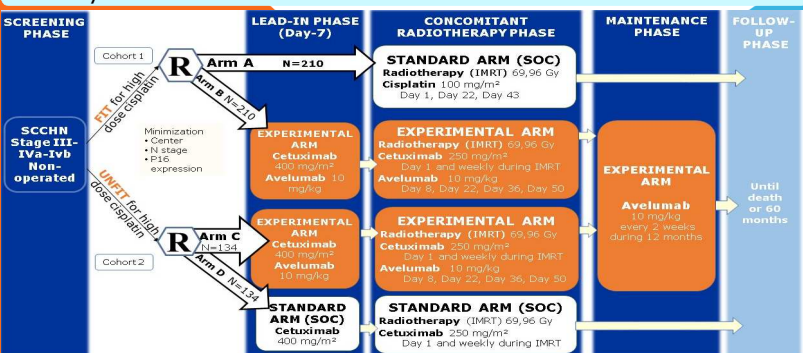 SCREENING
PHASE
LEAD-IN PHASE
(Day-7)
CONCOMITANT
RADIOTHERAPY PHASE
MAINTENANCE
PHASE
FOLLOW-
UP
PHASE
Cohort 1
R
Arm A N=210
Arm B N=210
FIT for high
dose cisplatin
STANDARD ARM (SOC)
Radiotherapy (IMRT) 69,96 Gy
Cisplatin 100 mg/m²
Day 1, Day 22, Day 43
SCCHN
Stage III-
IVa-Ivb
Non-
operated
Minimization
• Center
• N stage
• P16
expression
EXPERIMENTAL
ARM
Cetuximab
400 mg/m²
Avelumab 10
mg/kg
EXPERIMENTAL ARM
Radiotherapy (IMRT) 69,96 Gy
Cetuximab 250 mg/m²
Day 1 and weekly during IMRT
Avelumab 10 mg/kg
Day 8, Day 22, Day 36, Day 50
EXPERIMENTAL
ARM
Avelumab
10 mg/kg
every 2 weeks
during 12 months
Until
death
or 60
months
UNFIT for high
dose cisplatin
Cohort 2
R
Arm C
N=134
Arm D N=134
EXPERIMENTAL
ARM
Cetuximab
400 mg/m²
Avelumab
10 mg/kg
EXPERIMENTAL ARM
Radiotherapy (IMRT) 69,96 Gy
Cetuximab 250 mg/m²
Day 1 and weekly during IMRT
Avelumab 10 mg/kg
Day 8, Day 22, Day 36, Day 50
STANDARD
ARM (SOC)
Cetuximab
400 mg/m²
STANDARD ARM (SOC)
Radiotherapy (IMRT) 69,96 Gy
Cetuximab 250 mg/m²
Day 1 and weekly during IMRT